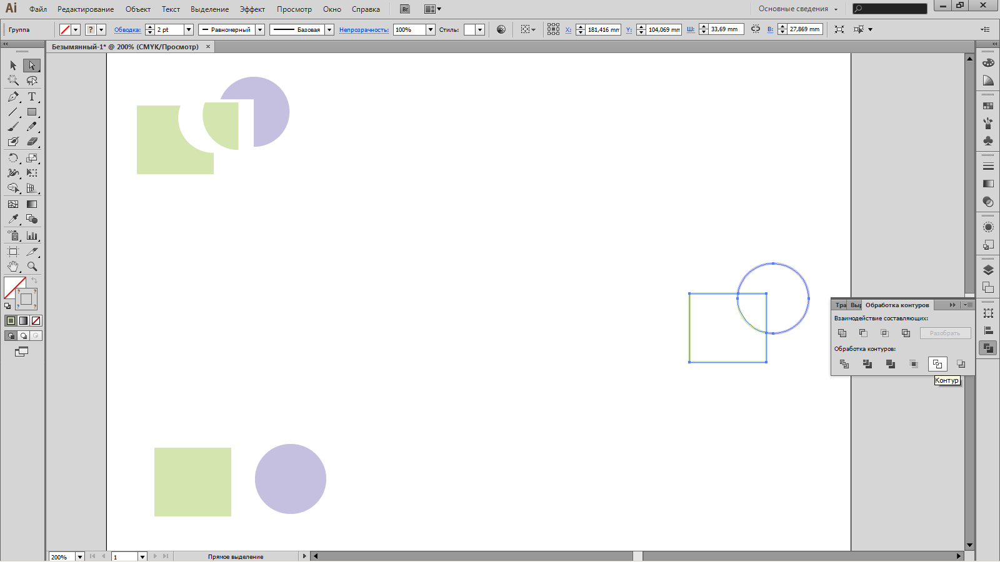 Ai Файл Редактирование Объект Текст Выделение Эффект Просмотр Окно Справка Br Основные сведения
Группа ? Обводка: 2 pt Равномерный Базовая Непрозрачность: 100% Стиль: X: 181,416 mm Y: 104,069 mm Ш: 33,69 mm В: 27,869 mm
Безымянный-1* @ 200% (CMYK/Просмотр) ×
T
Тра Выр Обработка контуров
Взаимодействие составляющих:
Разобрать
Обработка контуров:
Контур
? ?
? ?
200% 1 Прямое выделение